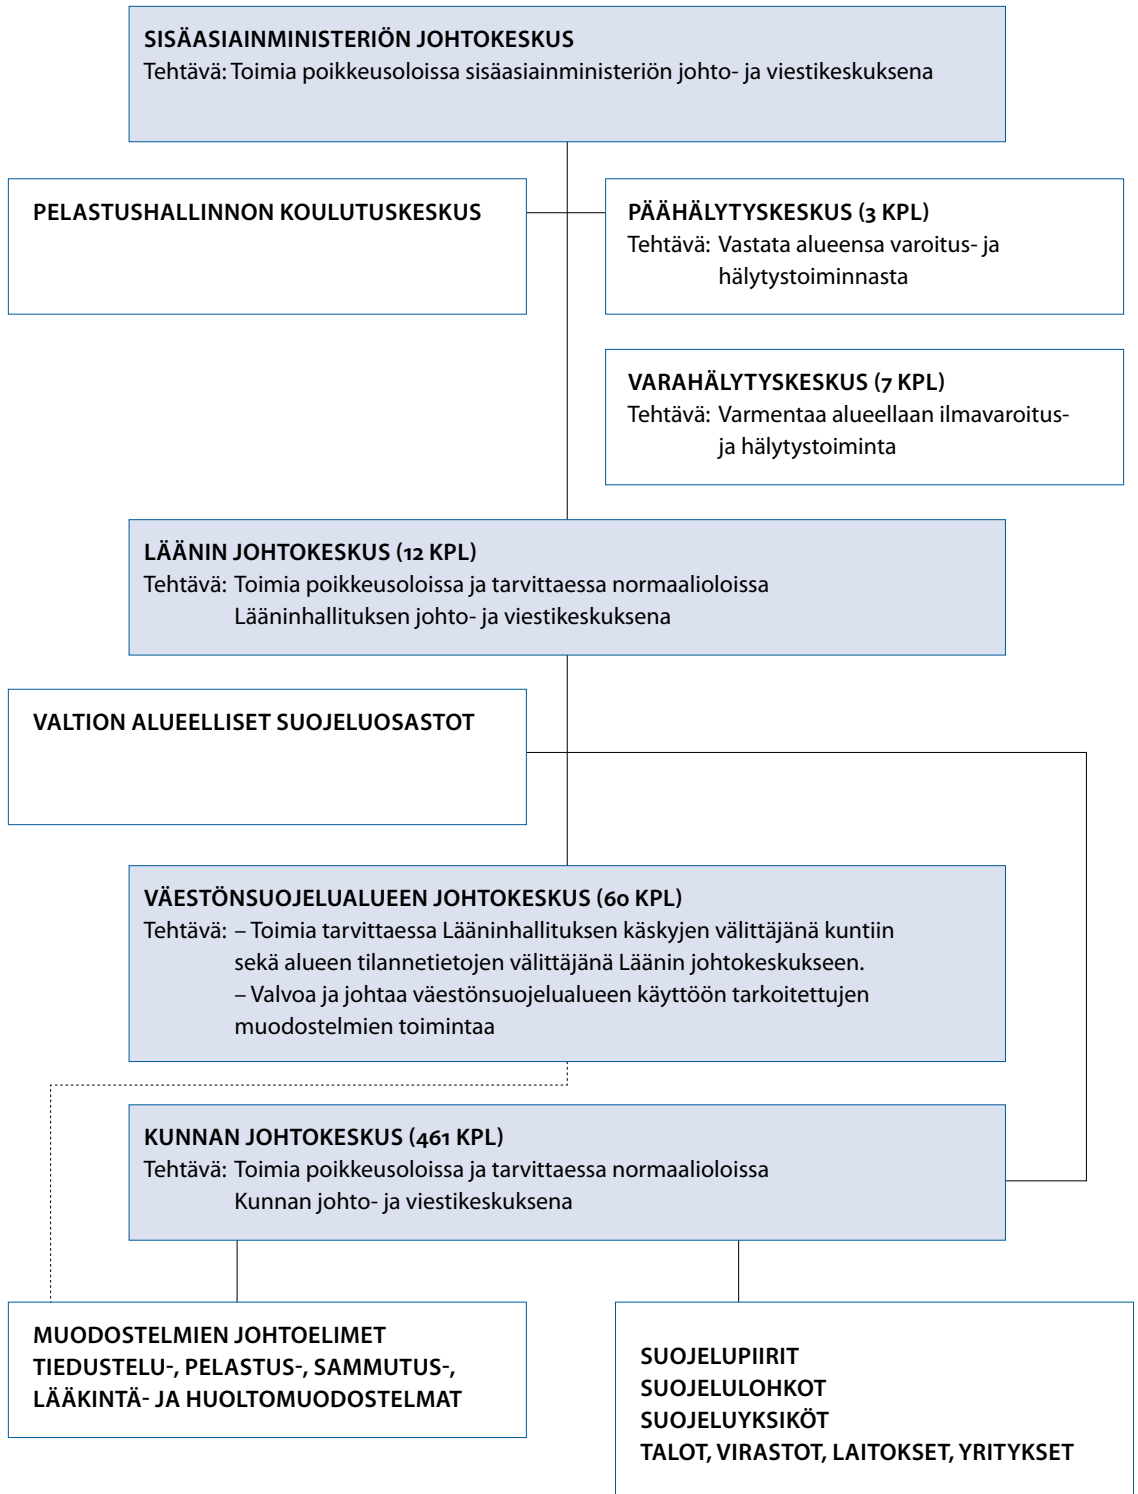 SISÄASIAINMINISTERIÖN JOHTOKESKUS
Tehtävä: Toimia poikkeusoloissa sisäasiainministeriön johto- ja viestikeskuksena
PELASTUSHALLINNON KOULUTUSKESKUS
PÄÄHÄLYTYSKESKUS (3 KPL)
Tehtävä: Vastata alueensa varoitus- ja
hälytystoiminnasta
VARAHÄLYTYSKESKUS (7 KPL)
Tehtävä: Varmentaa alueellaan ilmavaroitus-
ja hälytystoiminta
LÄÄNIN JOHTOKESKUS (12 KPL)
Tehtävä: Toimia poikkeusoloissa ja tarvittaessa normaalioloissa
Lääninhallituksen johto- ja viestikeskuksena
VALTION ALUEELLISET SUOJELUOSASTOT
VÄESTÖNSUOJELUALUEEN JOHTOKESKUS (60 KPL)
Tehtävä: – Toimia tarvittaessa Lääninhallituksen käskyjen välittäjänä kuntiin
sekä alueen tilannetietojen välittäjänä Läänin johtokeskukseen.
– Valvoa ja johtaa väestönsuojelualueen käyttöön tarkoitettujen
muodostelmien toimintaa
KUNNAN JOHTOKESKUS (461 KPL)
Tehtävä: Toimia poikkeusoloissa ja tarvittaessa normaalioloissa
Kunnan johto- ja viestikeskuksena
MUODOSTELMIEN JOHTOELIMET
TIEDUSTELU-, PELASTUS-, SAMMUTUS-,
LÄÄKINTÄ- JA HUOLTOMUODOSTELMAT
SUOJELUPIIRIT
SUOJELULOHKOT
SUOJELUYKSIKÖT
TALOT, VIRASTOT, LAITOKSET, YRITYKSET